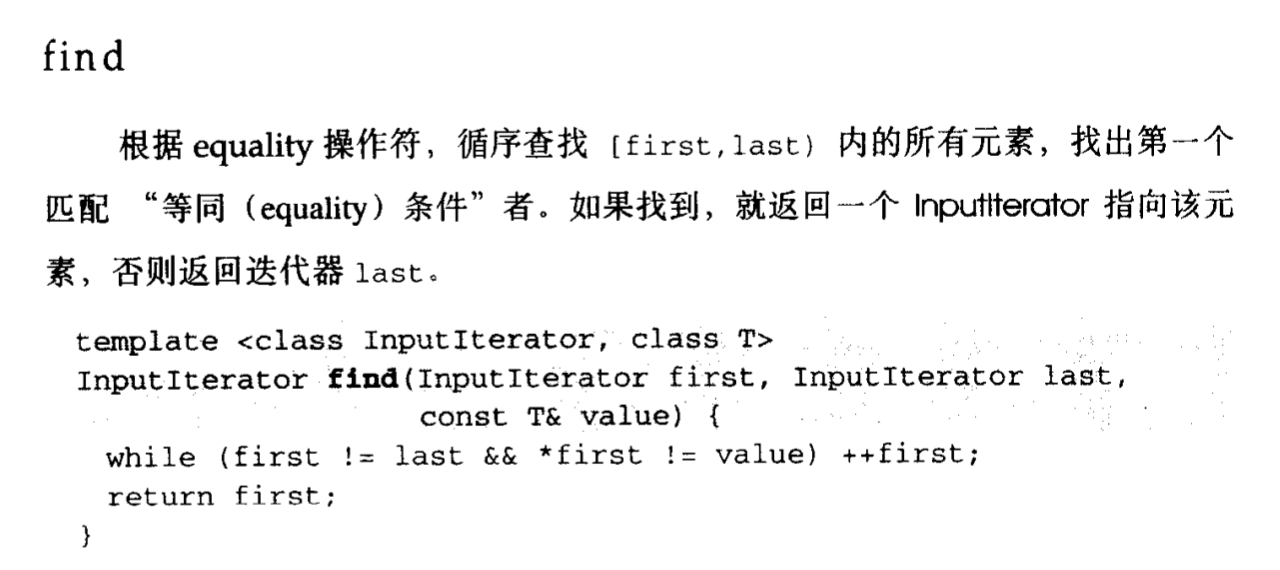 find
根据 equality 操作符，循序查找 [first,last) 内的所有元素，找出第一个
匹配 “等同（equality）条件”者。如果找到，就返回一个 InputIterator 指向该元
素，否则返回迭代器 last。
template <class InputIterator, class T>
InputIterator find(InputIterator first, InputIterator last,
const T& value) {
while (first != last && *first != value) ++first;
return first;
}